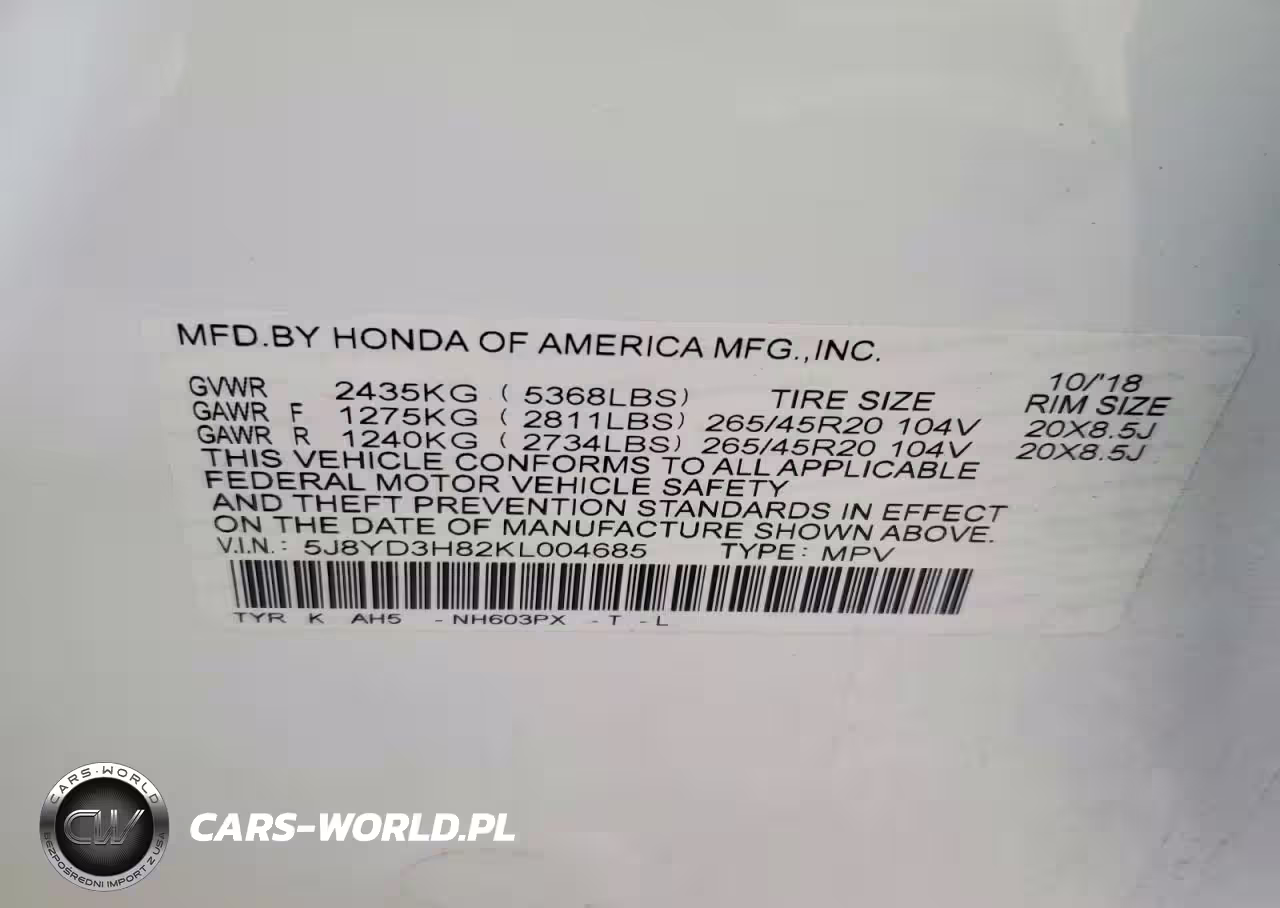 MFD.BY HONDA OF AMERICA MFG.,INC.
10/'18
GVWR 2435KG ( 5368LBS) TIRE SIZE RIM SIZE
GAWR F 1275KG ( 2811LBS) 265/45R20 104V 20X8.5J
GAWR R 1240KG ( 2734LBS) 265/45R20 104V 20X8.5J
THIS VEHICLE CONFORMS TO ALL APPLICABLE
FEDERAL MOTOR VEHICLE SAFETY
AND THEFT PREVENTION STANDARDS IN EFFECT
ON THE DATE OF MANUFACTURE SHOWN ABOVE.
V.I.N.: 5J8YD3H82KL004685 TYPE: MPV
TYR K AH5 - NH603PX - T - L
CARS-WORLD
CW
BEZPOŚREDNI IMPORT Z USA
CARS-WORLD.PL